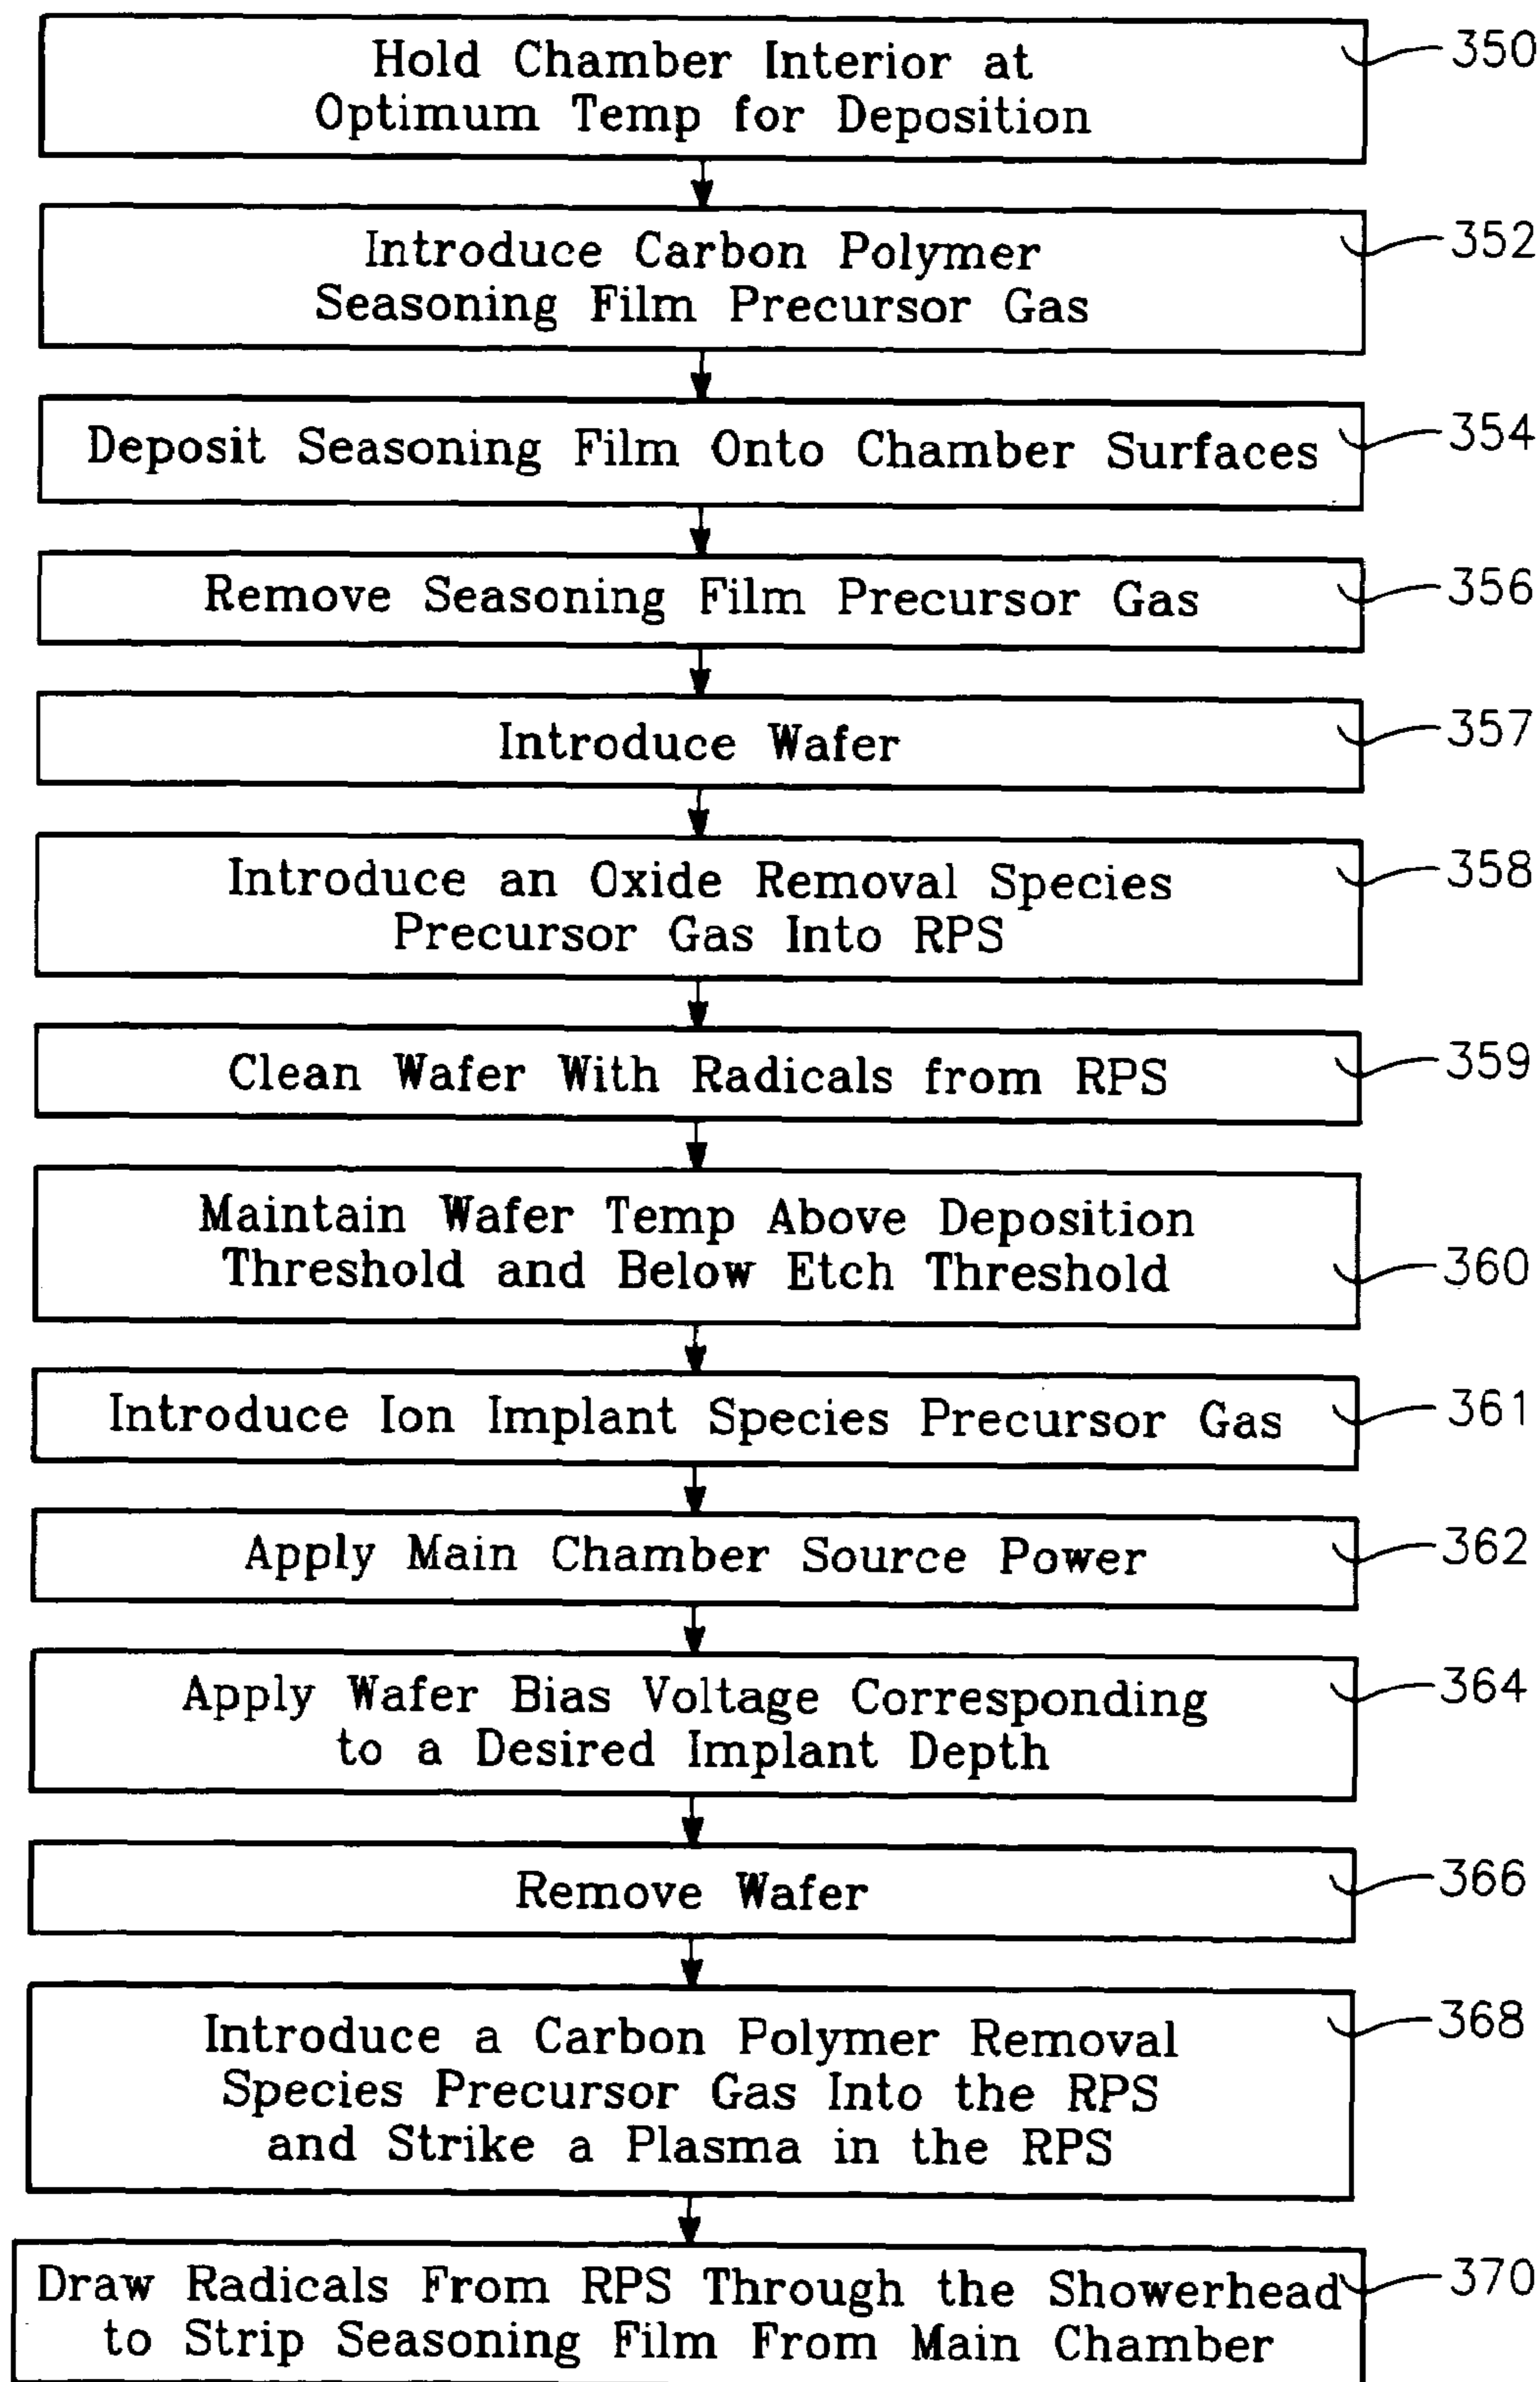 Hold Chamber Interior at
Optimum Temp for Deposition
350
Introduce Carbon Polymer
Seasoning Film Precursor Gas
352
Deposit Seasoning Film Onto Chamber Surfaces
354
Remove Seasoning Film Precursor Gas
356
Introduce Wafer
357
Introduce an Oxide Removal Species
Precursor Gas Into RPS
358
Clean Wafer With Radicals from RPS
359
Maintain Wafer Temp Above Deposition
Threshold and Below Etch Threshold
360
Introduce Ion Implant Species Precursor Gas
361
Apply Main Chamber Source Power
362
Apply Wafer Bias Voltage Corresponding
to a Desired Implant Depth
364
Remove Wafer
366
Introduce a Carbon Polymer Removal
Species Precursor Gas Into the RPS
and Strike a Plasma in the RPS
368
Draw Radicals From RPS Through the Showerhead
to Strip Seasoning Film From Main Chamber
370